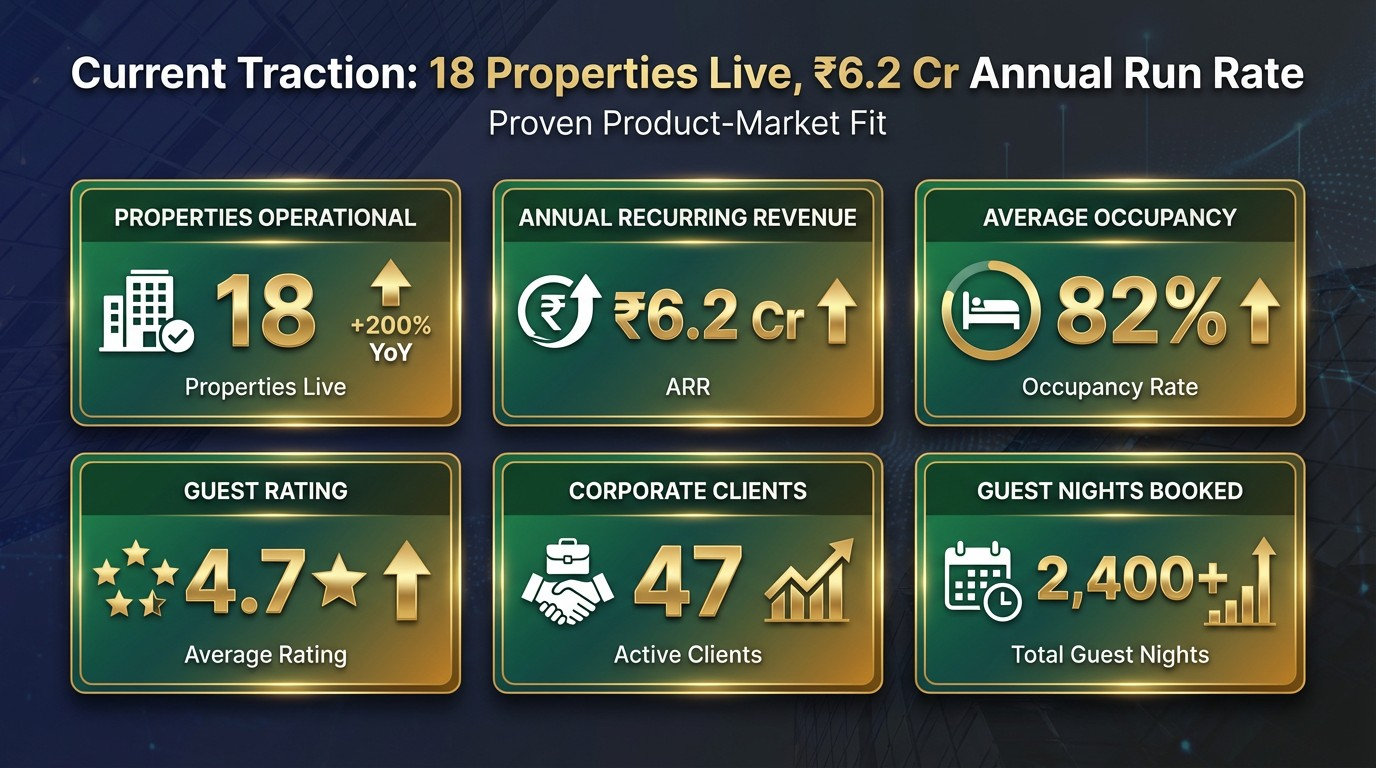 Current Traction: 18 Properties Live, ₹6.2 Cr Annual Run Rate
Proven Product-Market Fit
PROPERTIES OPERATIONAL
18
+200%
YoY
Properties Live
ANNUAL RECURRING REVENUE
₹
₹6.2 Cr
ARR
AVERAGE OCCUPANCY
82%
Occupancy Rate
GUEST RATING
4.7
Average Rating
CORPORATE CLIENTS
47
Active Clients
GUEST NIGHTS BOOKED
2,400+
Total Guest Nights